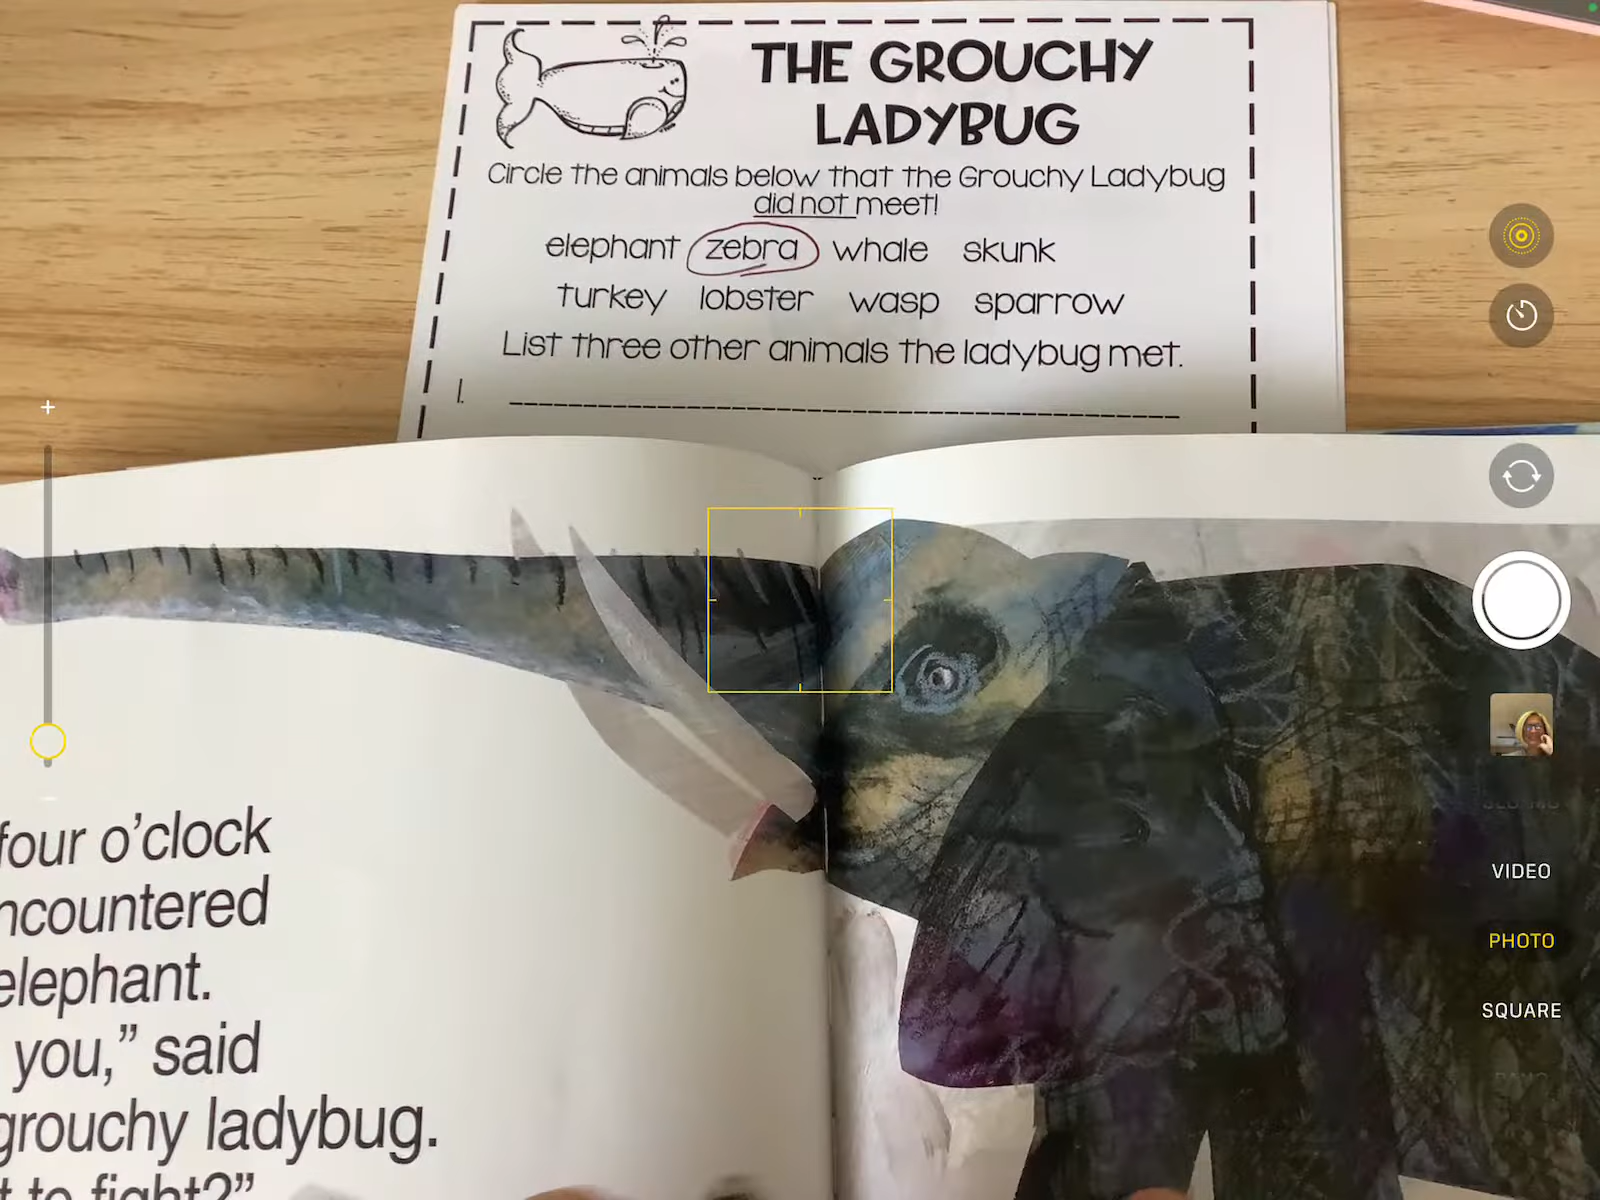 THE GROUCHY
LADYBUG
Circle the animals below that the Grouchy Ladybug
did not meet!
elephant zebra whale skunk
turkey lobster wasp sparrow
List three other animals the ladybug met.
1.
four o'clock
ncountered
elephant.
you,” said
grouchy ladybug.
t to fight?”
VIDEO
PHOTO
SQUARE